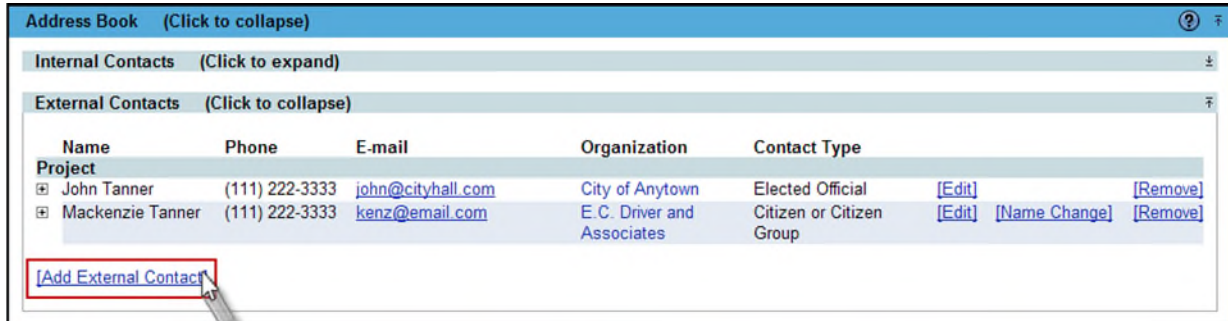 Address Book (Click to collapse) ?
Internal Contacts (Click to expand)
External Contacts (Click to collapse)
Name Phone E-mail Organization Contact Type
Project
John Tanner (111) 222-3333 john@cityhall.com City of Anytown Elected Official [Edit] [Remove]
Mackenzie Tanner (111) 222-3333 kenz@email.com E.C. Driver and Citizen or Citizen [Edit] [Name Change] [Remove]
Associates Group
[Add External Contact